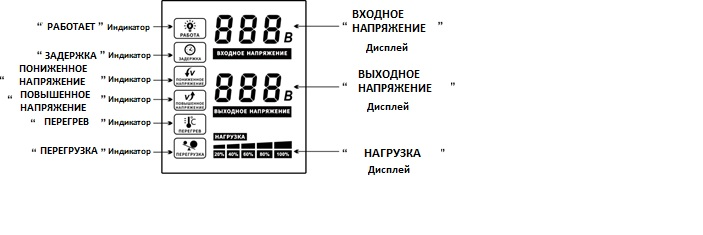 “ РАБОТАЕТ ” Индикатор
“ ЗАДЕРЖКА ” Индикатор
“ ПОНИЖЕННОЕ
НАПРЯЖЕНИЕ ” Индикатор
“ ПОВЫШЕННОЕ
НАПРЯЖЕНИЕ ” Индикатор
“ ПЕРЕГРЕВ ” Индикатор
“ ПЕРЕГРУЗКА ” Индикатор
РАБОТА
ЗАДЕРЖКА
V
ПОНИЖЕННОЕ
НАПРЯЖЕНИЕ
V
ПОВЫШЕННОЕ
НАПРЯЖЕНИЕ
°C
ПЕРЕГРЕВ
ПЕРЕГРУЗКА
888 В
ВХОДНОЕ НАПРЯЖЕНИЕ
888 В
ВЫХОДНОЕ НАПРЯЖЕНИЕ
НАГРУЗКА
20% 40% 60% 80% 100%
“ ВХОДНОЕ
НАПРЯЖЕНИЕ ”
Дисплей
“ ВЫХОДНОЕ
НАПРЯЖЕНИЕ ”
Дисплей
“ НАГРУЗКА ”
Дисплей